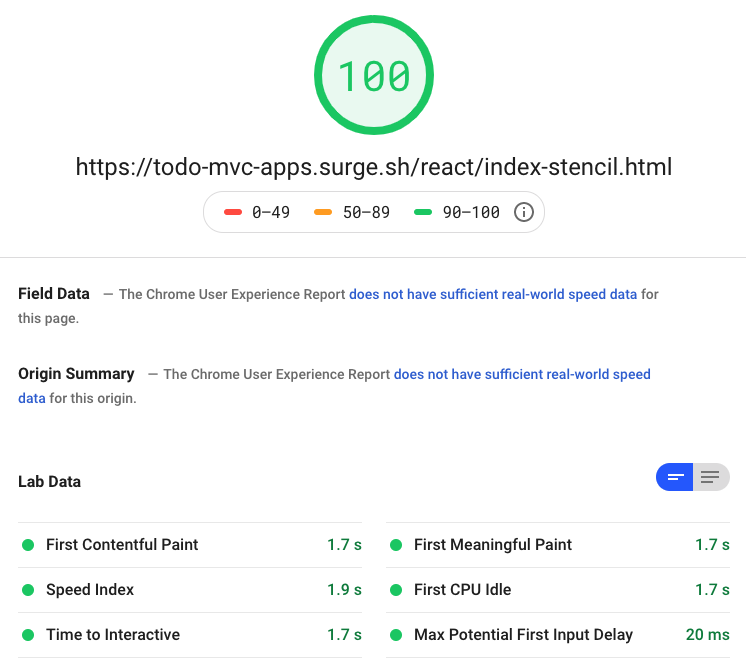 100
https://todo-mvc-apps.surge.sh/react/index-stencil.html
0–49 50–89 90–100
Field Data — The Chrome User Experience Report does not have sufficient real-world speed data for
this page.
Origin Summary — The Chrome User Experience Report does not have sufficient real-world speed
data for this origin.
Lab Data
First Contentful Paint 1.7 s
First Meaningful Paint 1.7 s
Speed Index 1.9 s
First CPU Idle 1.7 s
Time to Interactive 1.7 s
Max Potential First Input Delay 20 ms